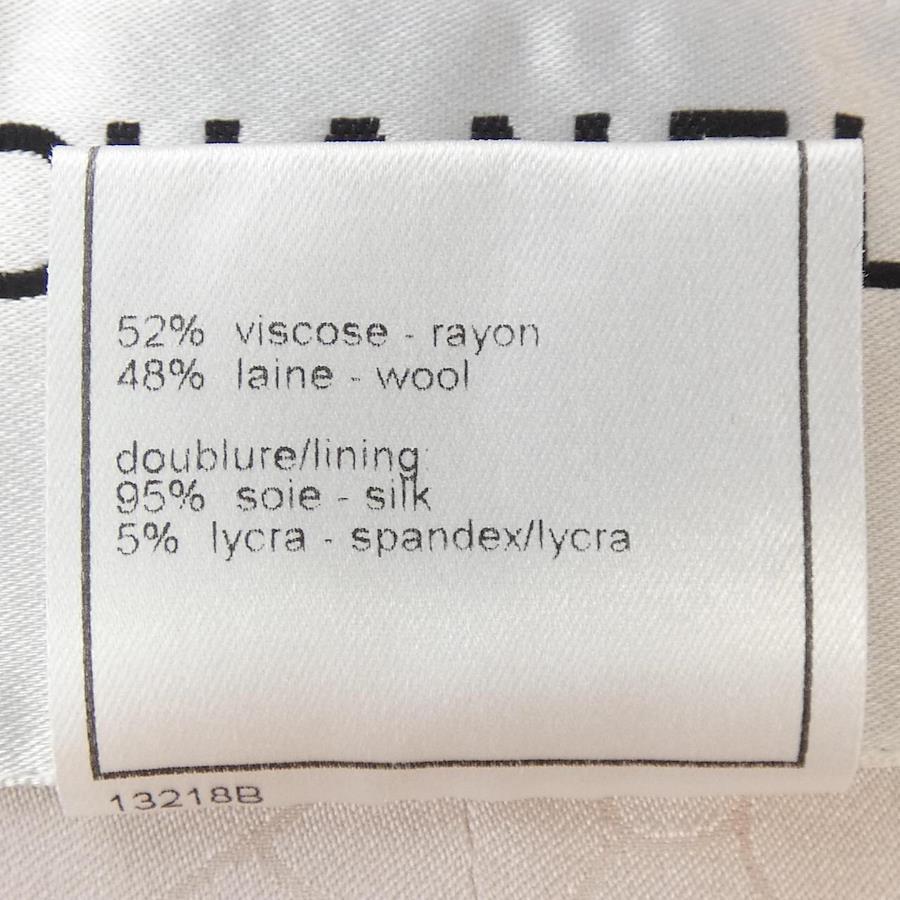 52% viscose - rayon
48% laine - wool
doublure/lining
95% soie - silk
5% lycra - spandex/lycra
13218B